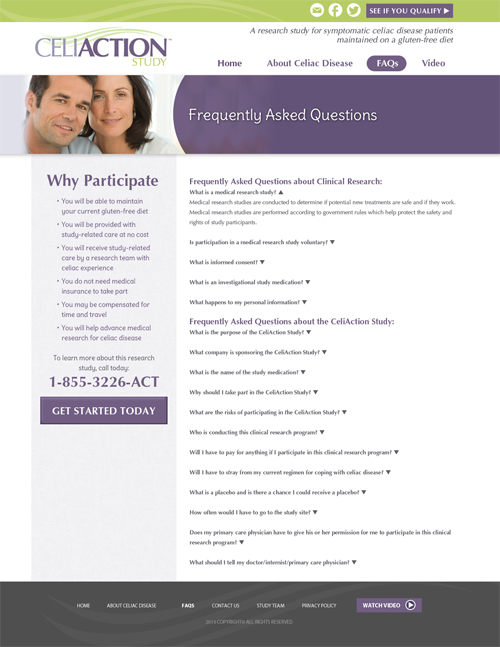 SEE IF YOU QUALIFY
CELIACTION™
STUDY
A research study for symptomatic celiac disease patients
maintained on a gluten-free diet
Home
About Celiac Disease
FAQs
Video
Frequently Asked Questions
Why Participate
• You will be able to maintain
your current gluten-free diet
• You will be provided with
study-related care at no cost
• You will receive study-related
care by a research team with
celiac experience
• You do not need medical
insurance to take part
• You may be compensated for
time and travel
• You will help advance medical
research for celiac disease
To learn more about this research
study, call today:
1-855-3226-ACT
GET STARTED TODAY
Frequently Asked Questions about Clinical Research:
What is a medical research study? ▲
Medical research studies are conducted to determine if potential new treatments are safe and if they work.
Medical research studies are performed according to government rules which help protect the safety and
rights of study participants.
Is participation in a medical research study voluntary? ▼
What is informed consent? ▼
What is an investigational study medication? ▼
What happens to my personal information? ▼
Frequently Asked Questions about the CeliAction Study:
What is the purpose of the CeliAction Study? ▼
What company is sponsoring the CeliAction Study? ▼
What is the name of the study medication? ▼
Why should I take part in the CeliAction Study? ▼
What are the risks of participating in the CeliAction Study? ▼
Who is conducting this clinical research program? ▼
Will I have to pay for anything if I participate in this clinical research program? ▼
Will I have to stray from my current regimen for coping with celiac disease? ▼
What is a placebo and is there a chance I could receive a placebo? ▼
How often would I have to go to the study site? ▼
Does my primary care physician have to give his or her permission for me to participate in this clinical
research program? ▼
What should I tell my doctor/internist/primary care physician? ▼
HOME
ABOUT CELIAC DISEASE
FAQS
CONTACT US
STUDY TEAM
PRIVACY POLICY
WATCH VIDEO
2013 COPYRIGHT© ALL RIGHTS RESERVED